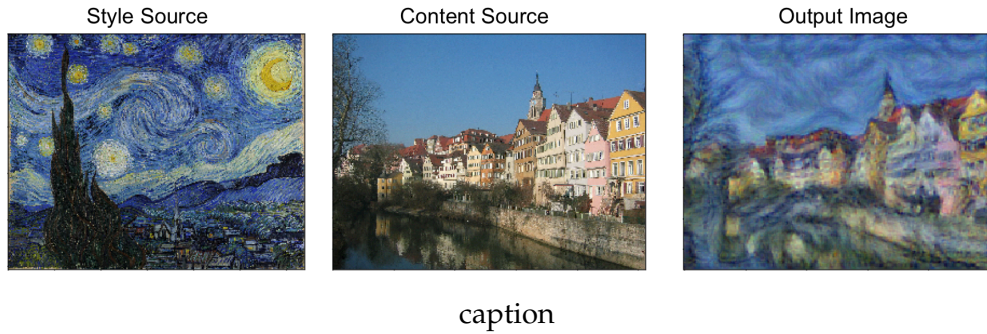 Style Source
Content Source
Output Image
caption